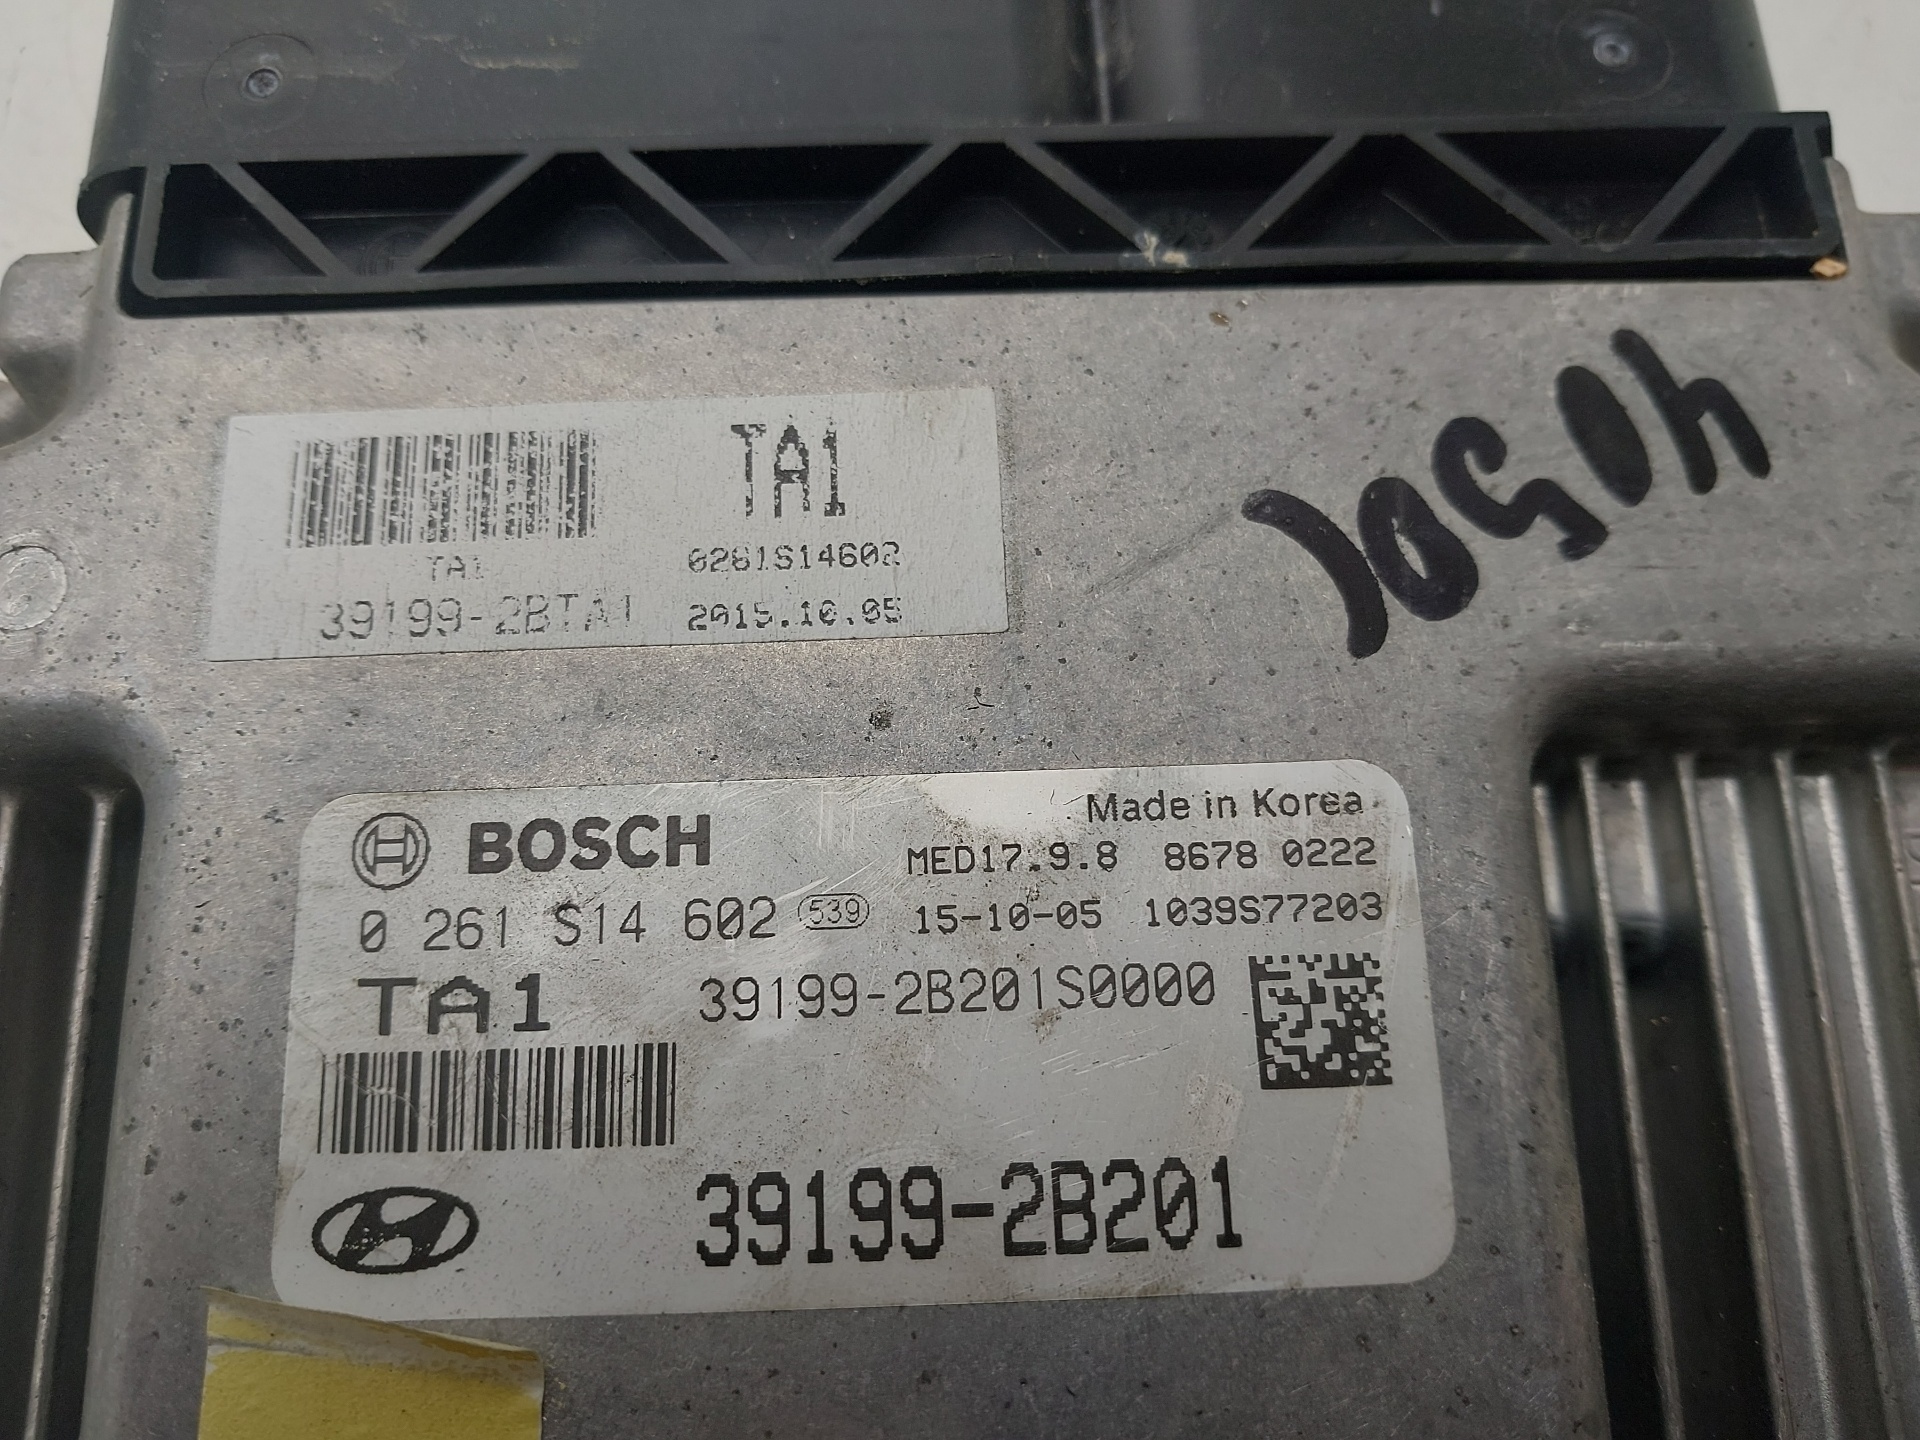 TA1
TA1
0261S14602
39199-2BTA1
2015.10.05
Made in Korea
BOSCH
MED17.9.8 8678 0222
0 261 S14 602 539
15-10-05 1039S77203
TA1
39199-2B201S0000
39199-2B201